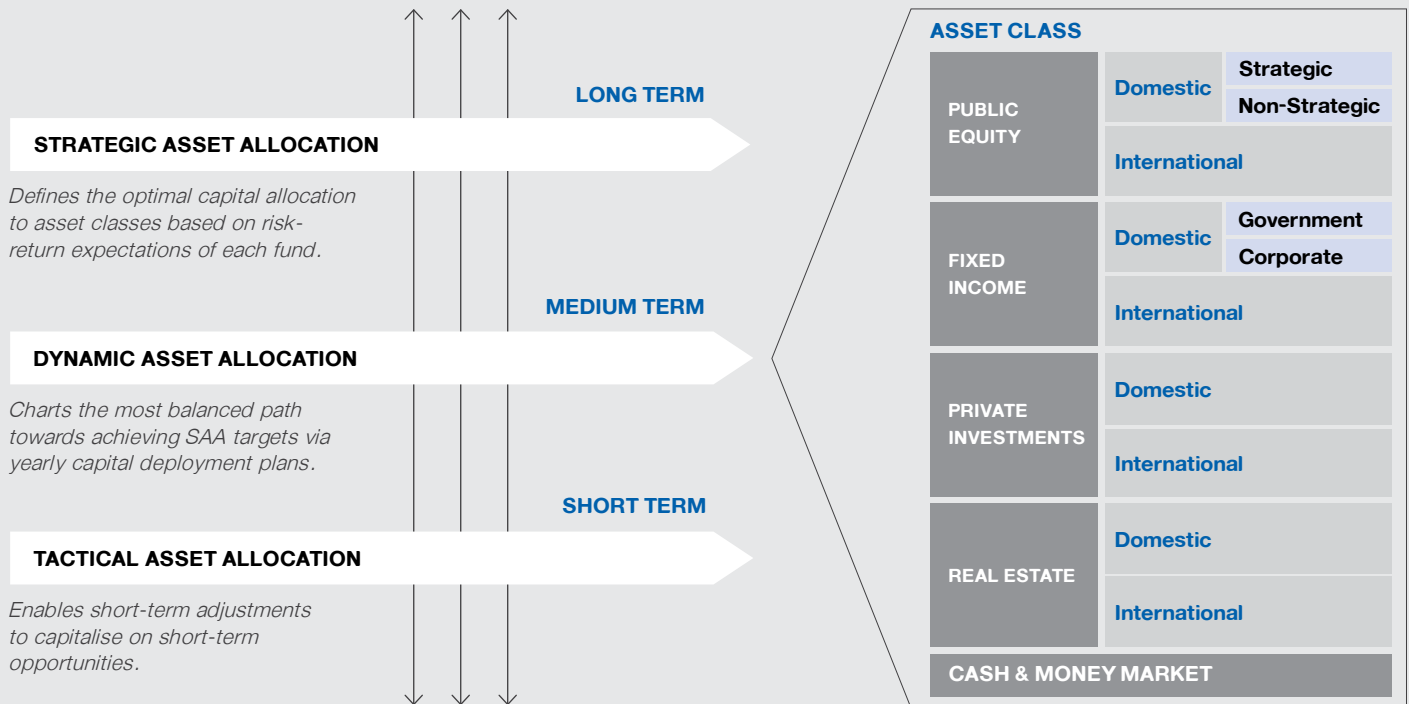 LONG TERM
STRATEGIC ASSET ALLOCATION
Defines the optimal capital allocation
to asset classes based on risk-
return expectations of each fund.
MEDIUM TERM
DYNAMIC ASSET ALLOCATION
Charts the most balanced path
towards achieving SAA targets via
yearly capital deployment plans.
SHORT TERM
TACTICAL ASSET ALLOCATION
Enables short-term adjustments
to capitalise on short-term
opportunities.
ASSET CLASS
PUBLIC
EQUITY
Domestic
Strategic
Non-Strategic
International
FIXED
INCOME
Domestic
Government
Corporate
International
PRIVATE
INVESTMENTS
Domestic
International
REAL ESTATE
Domestic
International
CASH & MONEY MARKET